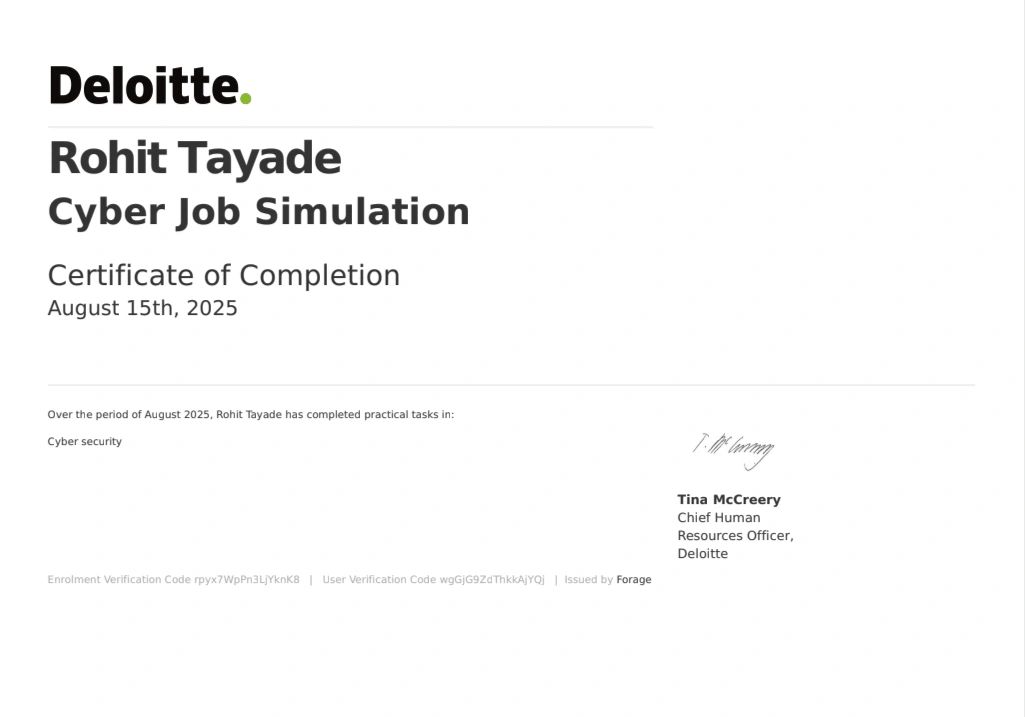 Deloitte.
Rohit Tayade
Cyber Job Simulation
Certificate of Completion
August 15th, 2025
Over the period of August 2025, Rohit Tayade has completed practical tasks in:
Cyber security
T. McCreery
Tina McCreery
Chief Human
Resources Officer,
Deloitte
Enrolment Verification Code rpyx7WpPn3LjYknK8 | User Verification Code wgGjG9ZdThkkAjYQj | Issued by Forage